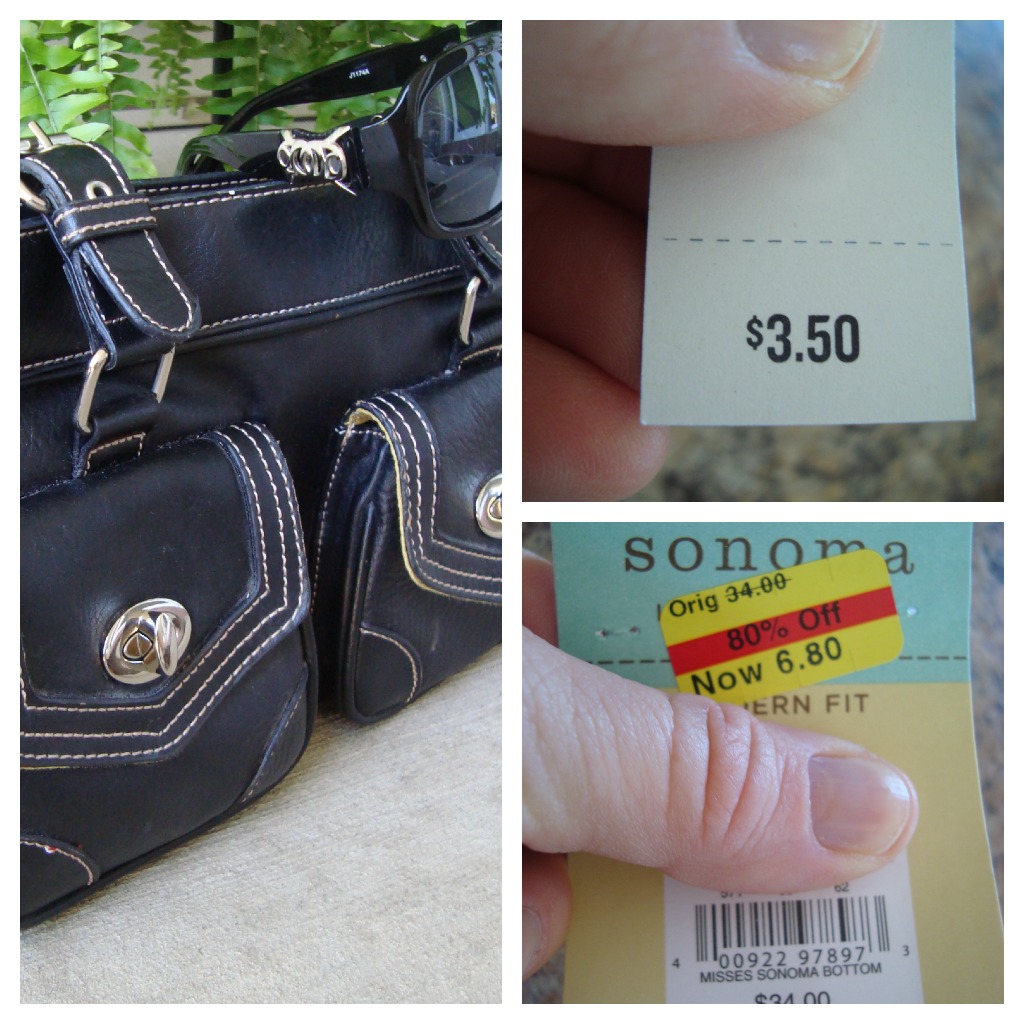 J1174A
$3.50
sonoma
Orig 34.00
80% Off
Now 6.80
FIT
62
4 00922 97897 3
MISSES SONOMA BOTTOM
$34.00